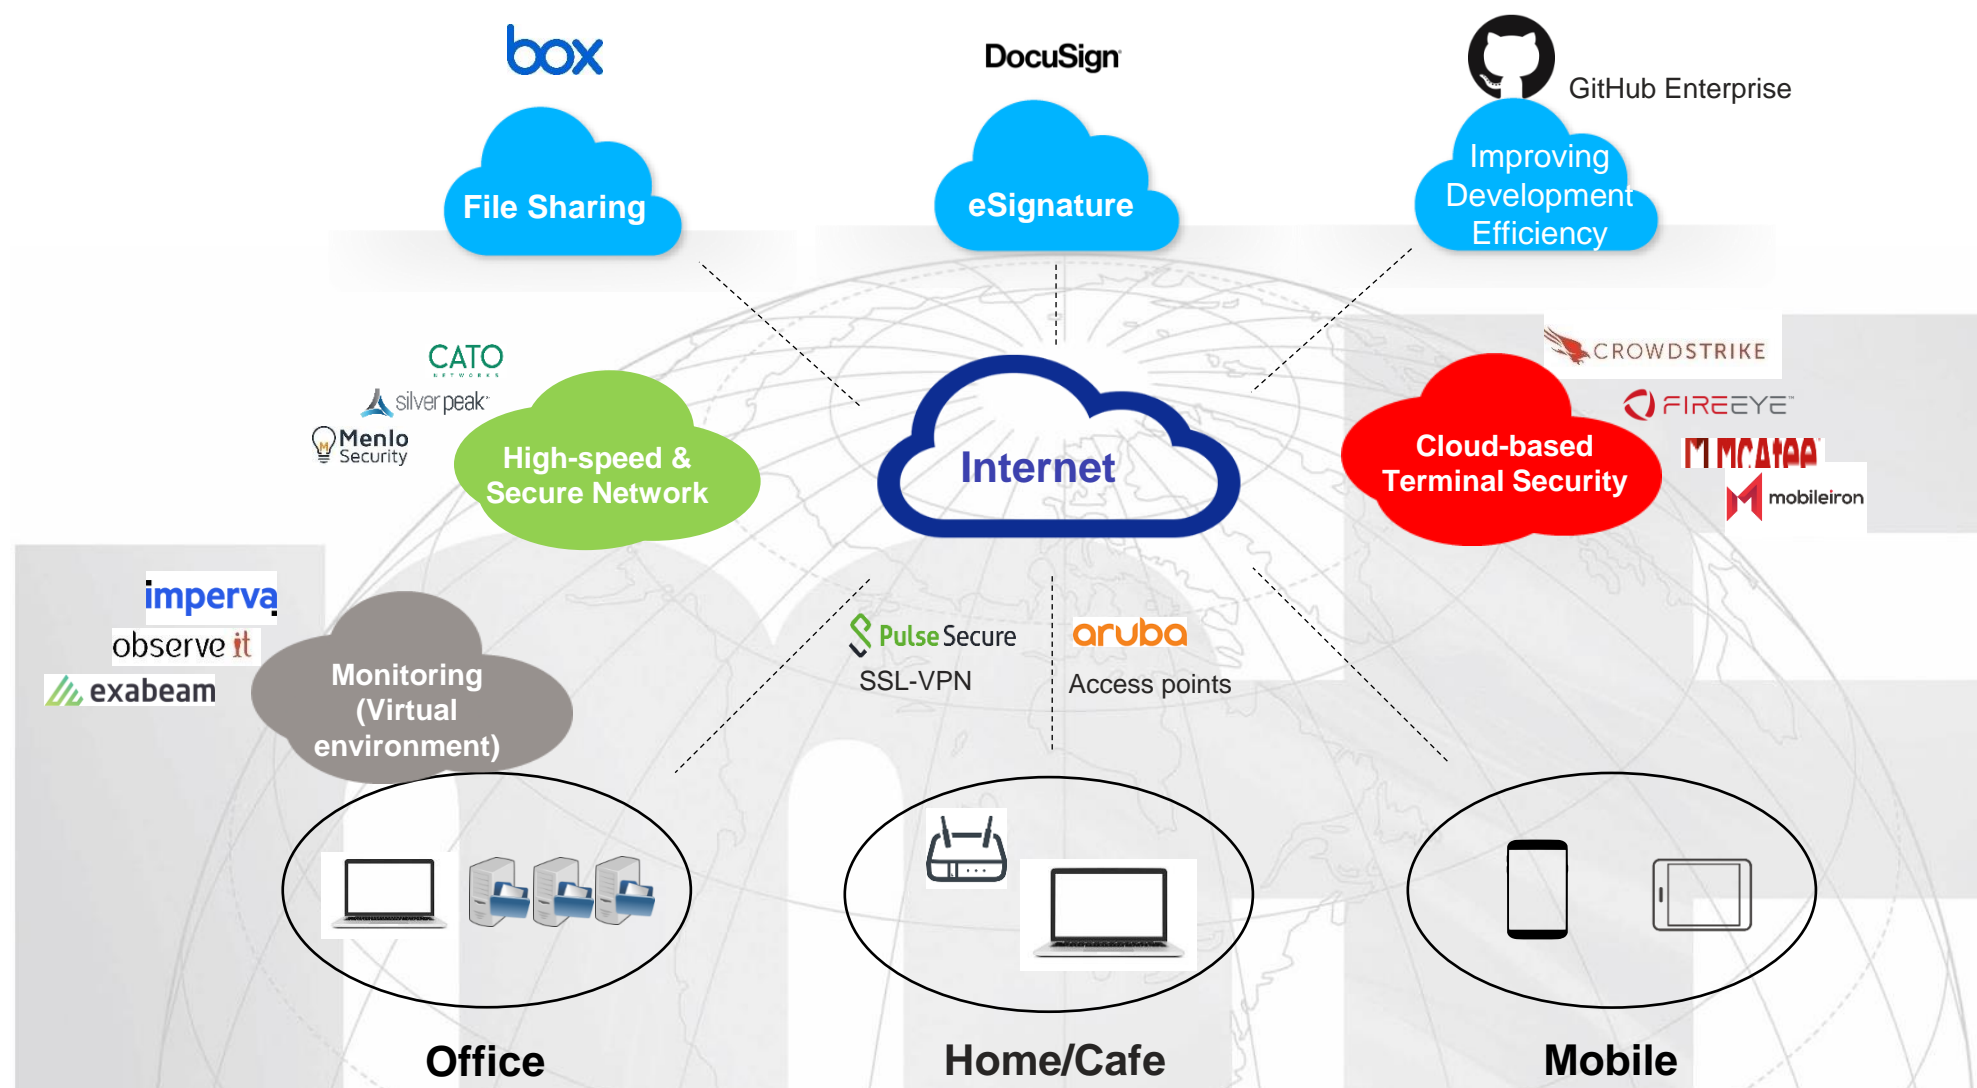 box
DocuSign
GitHub Enterprise
File Sharing
eSignature
Improving
Development
Efficiency
CATO
NETWORKS
silver peak
Menlo
Security
High-speed &
Secure Network
Internet
CROWDSTRIKE
FIREEYE™
Cloud-based
Terminal Security
McAfee
mobileiron
imperva
observe it
exabeam
Monitoring
(Virtual
environment)
Pulse Secure
SSL-VPN
aruba
Access points
Office
Home/Cafe
Mobile